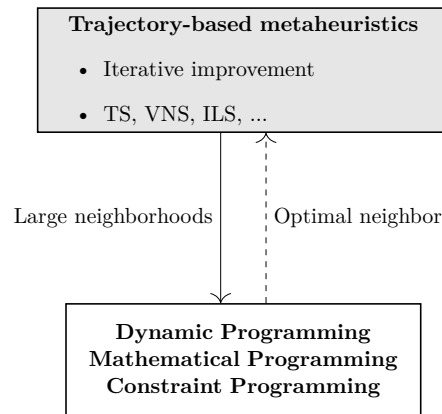 Trajectory-based metaheuristics
• Iterative improvement
• TS, VNS, ILS, ...
Large neighborhoods
Optimal neighbor
Dynamic Programming
Mathematical Programming
Constraint Programming